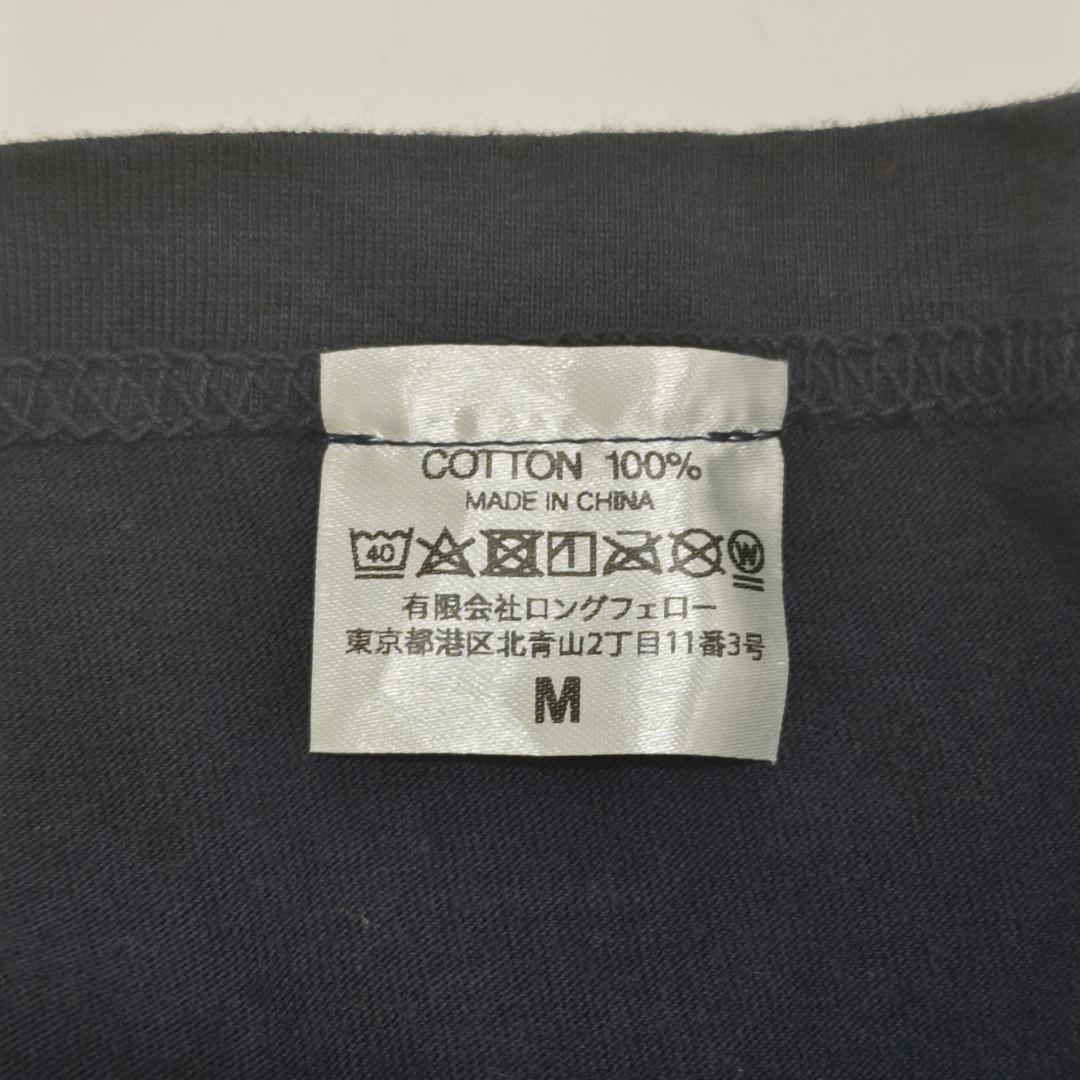 COTTON 100%
MADE IN CHINA
40 W
有限会社ロングフェロー
東京都港区北青山2丁目11番3号
M